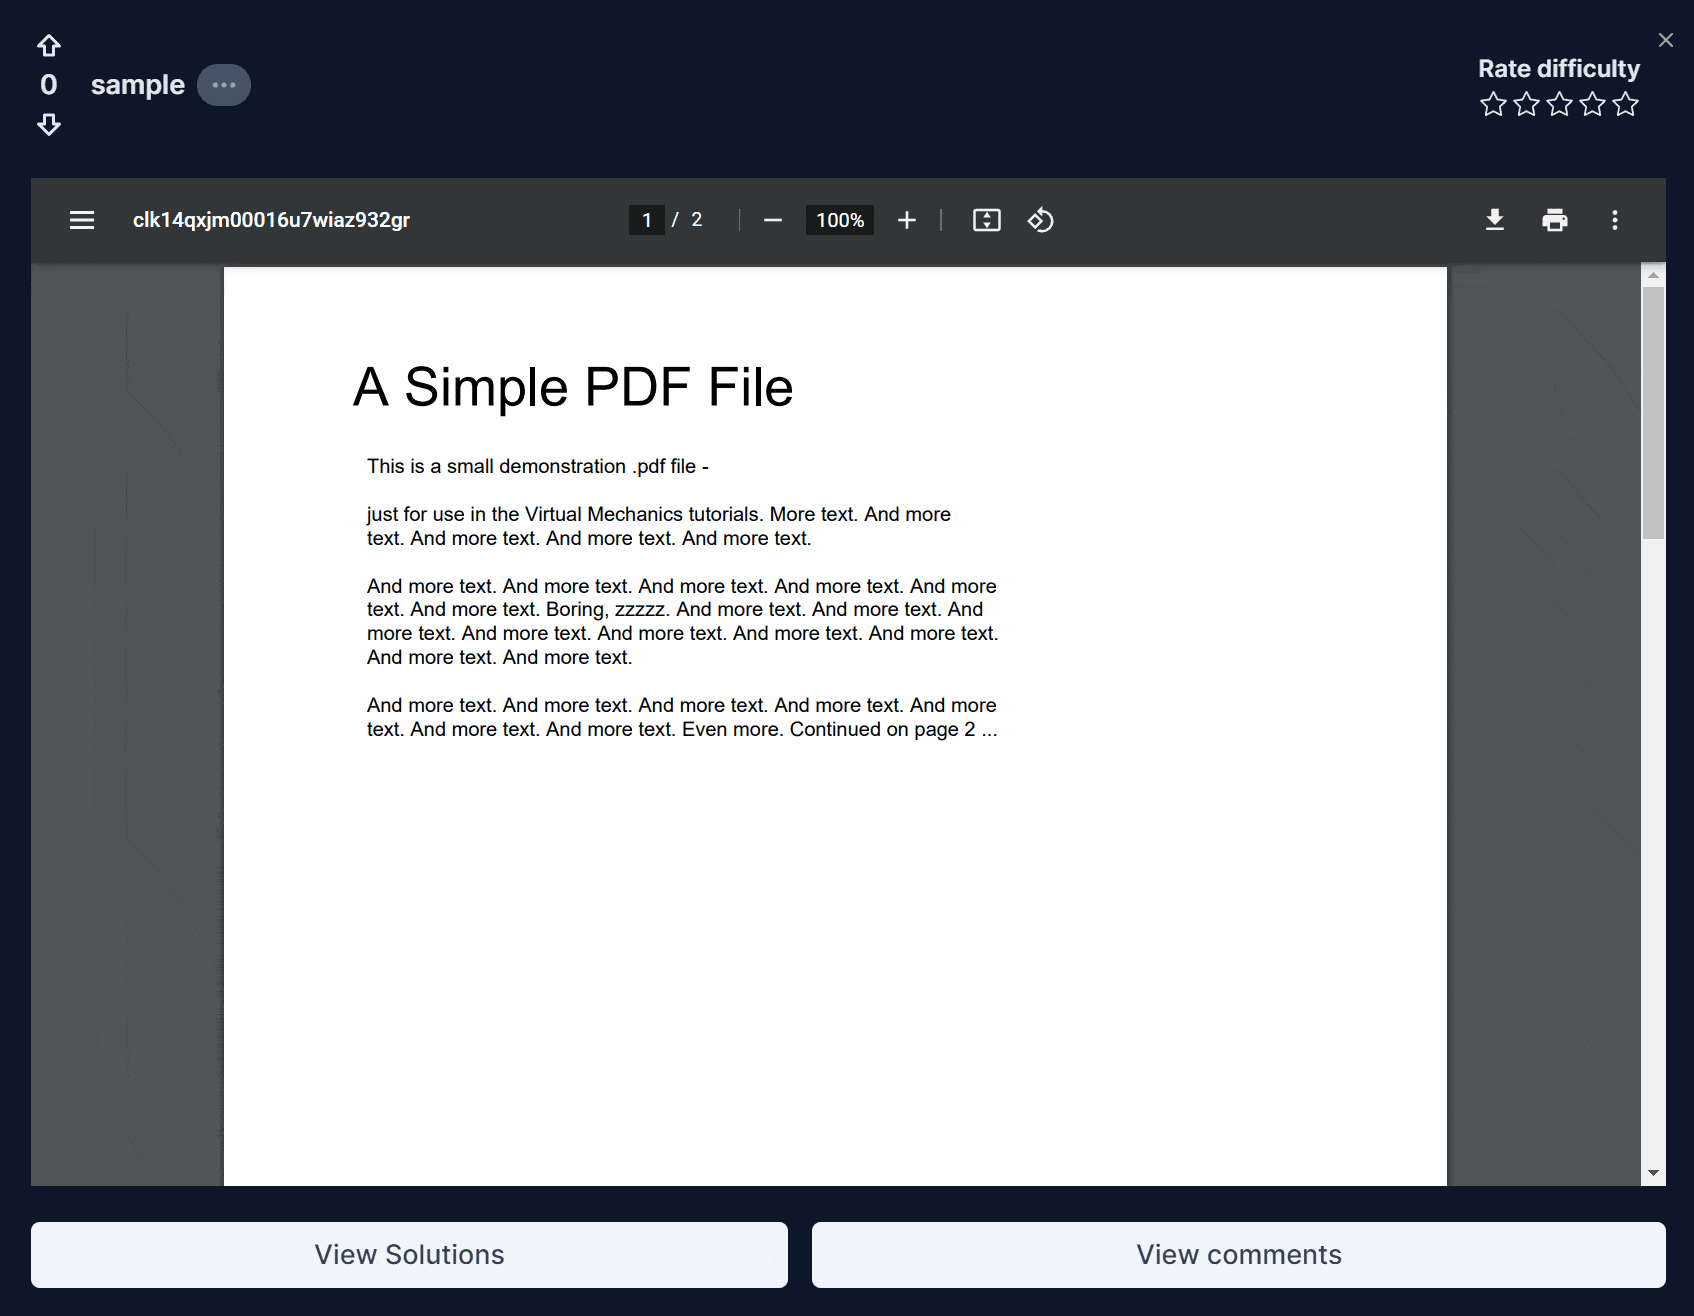 0
sample
Rate difficulty
clk14qxjm00016u7wiaz932gr
1 / 2
100%
A Simple PDF File
This is a small demonstration .pdf file -
just for use in the Virtual Mechanics tutorials. More text. And more
text. And more text. And more text. And more text.
And more text. And more text. And more text. And more text. And more
text. And more text. Boring, zzzzz. And more text. And more text. And
more text. And more text. And more text. And more text. And more text.
And more text. And more text.
And more text. And more text. And more text. And more text. And more
text. And more text. And more text. Even more. Continued on page 2 ...
View Solutions
View comments